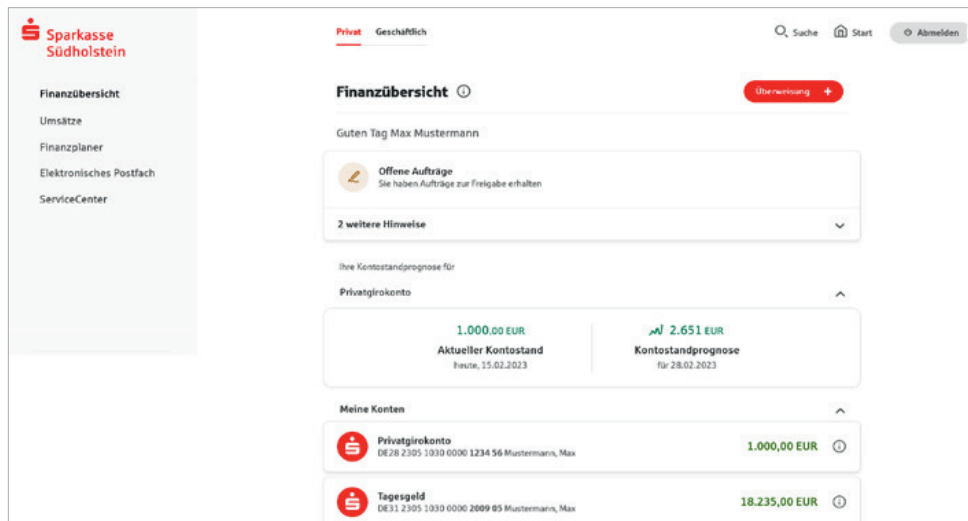 Sparkasse
Südholstein
Privat Geschäftlich
Suche Start Abmelden
Finanzübersicht
Umsätze
Finanzplaner
Elektronisches Postfach
ServiceCenter
Finanzübersicht
Überweisung +
Guten Tag Max Mustermann
Offene Aufträge
Sie haben Aufträge zur Freigabe erhalten
2 weitere Hinweise
Ihre Kontostandprognose für
Privatgirokonto
1.000,00 EUR 2.651 EUR
Aktueller Kontostand Kontostandprognose
heute, 15.02.2023 für 28.02.2023
Meine Konten
Privatgirokonto
DE28 2305 1030 0000 1234 56 Mustermann, Max
1.000,00 EUR
Tagesgeld
DE31 2305 1030 0000 2009 05 Mustermann, Max
18.235,00 EUR